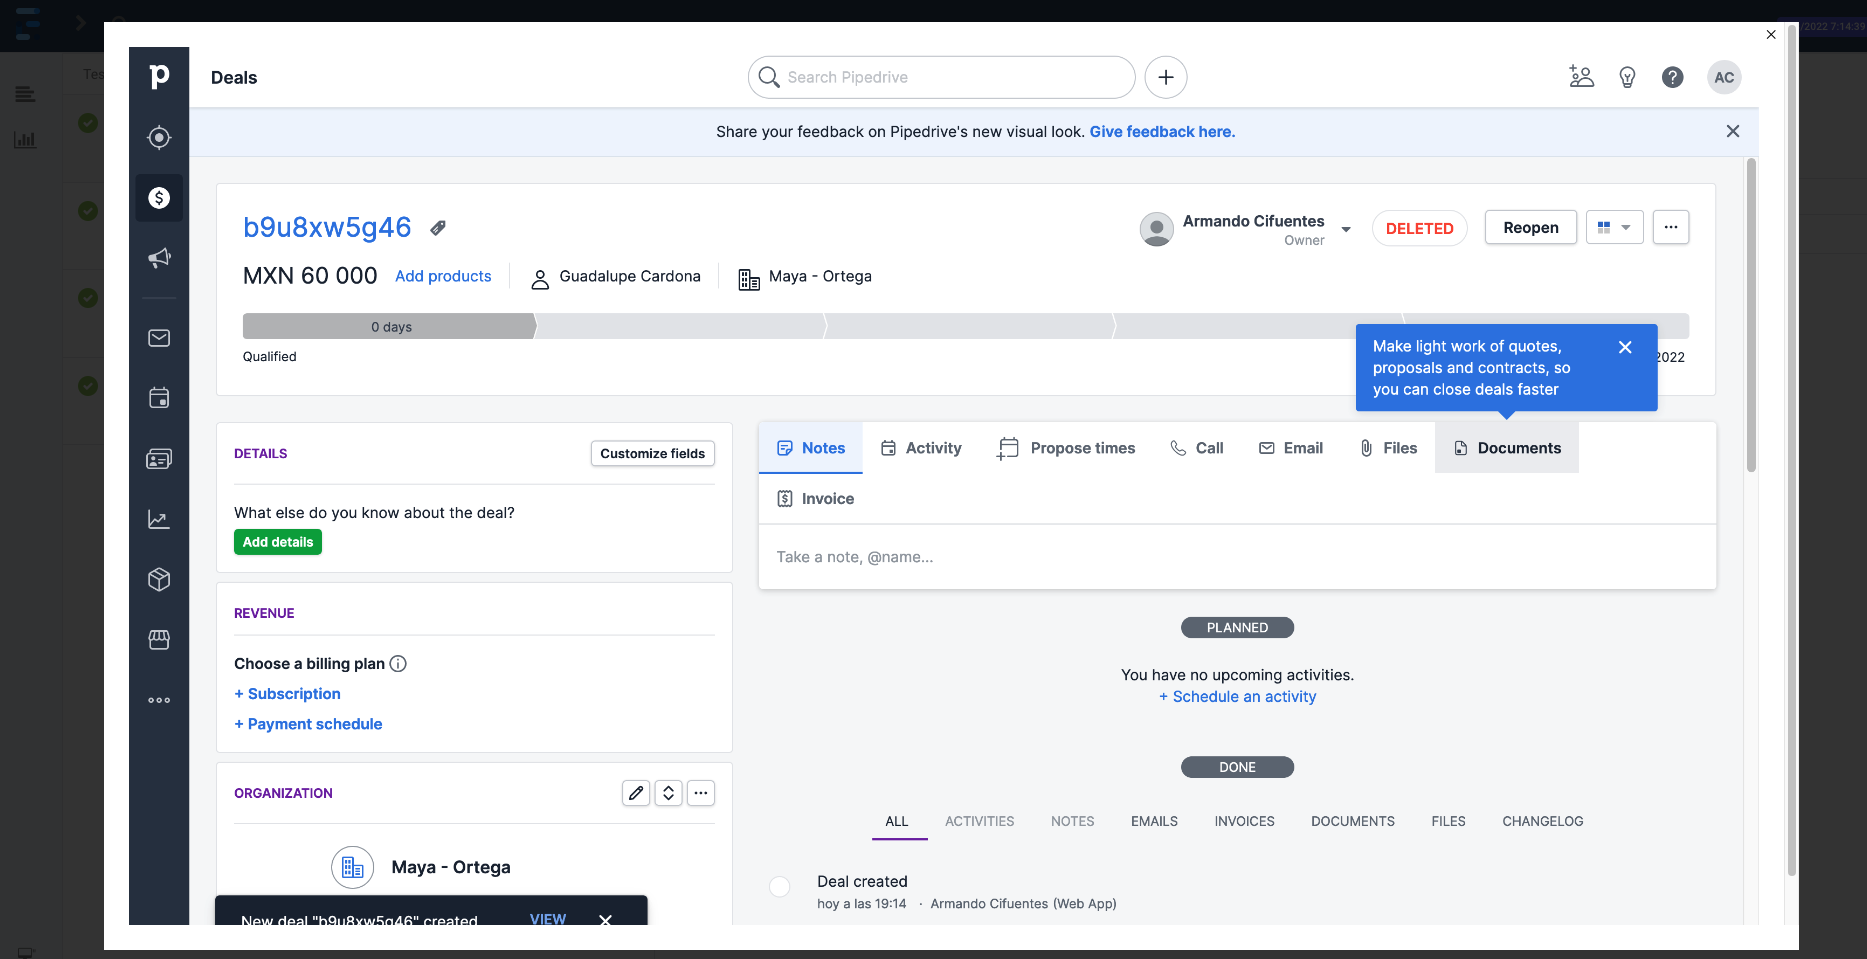 /2022 7:14:39
Tes
p
Deals
Search Pipedrive
AC
Share your feedback on Pipedrive's new visual look. Give feedback here.
b9u8xw5g46
Armando Cifuentes
Owner
DELETED
Reopen
MXN 60 000
Add products
Guadalupe Cardona
Maya - Ortega
0 days
Qualified
2022
Make light work of quotes,
proposals and contracts, so
you can close deals faster
DETAILS
Customize fields
What else do you know about the deal?
Add details
Notes
Activity
Propose times
Call
Email
Files
Documents
Invoice
Take a note, @name...
REVENUE
Choose a billing plan
+ Subscription
+ Payment schedule
PLANNED
You have no upcoming activities.
+ Schedule an activity
DONE
ORGANIZATION
Maya - Ortega
ALL
ACTIVITIES
NOTES
EMAILS
INVOICES
DOCUMENTS
FILES
CHANGELOG
Deal created
hoy a las 19:14 · Armando Cifuentes (Web App)
New deal "b9u8xw5g46" created
VIEW